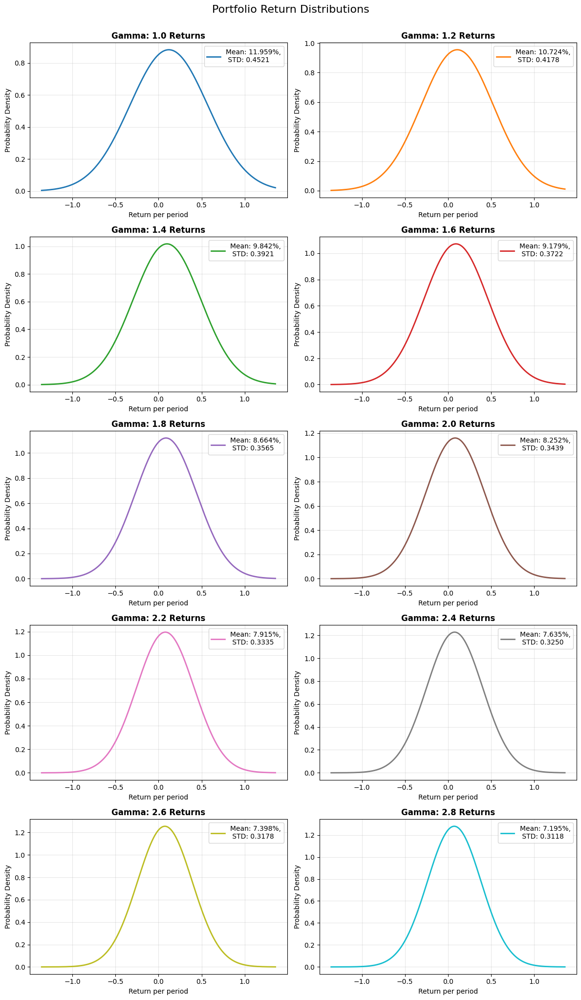 Portfolio Return Distributions
Gamma: 1.0 Returns
Mean: 11.959%,
STD: 0.4521
0.8
0.6
0.4
0.2
0.0
Probability Density
−1.0 −0.5 0.0 0.5 1.0
Return per period
Gamma: 1.2 Returns
Mean: 10.724%,
STD: 0.4178
1.0
0.8
0.6
0.4
0.2
0.0
Probability Density
−1.0 −0.5 0.0 0.5 1.0
Return per period
Gamma: 1.4 Returns
Mean: 9.842%,
STD: 0.3921
1.0
0.8
0.6
0.4
0.2
0.0
Probability Density
−1.0 −0.5 0.0 0.5 1.0
Return per period
Gamma: 1.6 Returns
Mean: 9.179%,
STD: 0.3722
1.0
0.8
0.6
0.4
0.2
0.0
Probability Density
−1.0 −0.5 0.0 0.5 1.0
Return per period
Gamma: 1.8 Returns
Mean: 8.664%,
STD: 0.3565
1.0
0.8
0.6
0.4
0.2
0.0
Probability Density
−1.0 −0.5 0.0 0.5 1.0
Return per period
Gamma: 2.0 Returns
Mean: 8.252%,
STD: 0.3439
1.2
1.0
0.8
0.6
0.4
0.2
0.0
Probability Density
−1.0 −0.5 0.0 0.5 1.0
Return per period
Gamma: 2.2 Returns
Mean: 7.915%,
STD: 0.3335
1.2
1.0
0.8
0.6
0.4
0.2
0.0
Probability Density
−1.0 −0.5 0.0 0.5 1.0
Return per period
Gamma: 2.4 Returns
Mean: 7.635%,
STD: 0.3250
1.2
1.0
0.8
0.6
0.4
0.2
0.0
Probability Density
−1.0 −0.5 0.0 0.5 1.0
Return per period
Gamma: 2.6 Returns
Mean: 7.398%,
STD: 0.3178
1.2
1.0
0.8
0.6
0.4
0.2
0.0
Probability Density
−1.0 −0.5 0.0 0.5 1.0
Return per period
Gamma: 2.8 Returns
Mean: 7.195%,
STD: 0.3118
1.2
1.0
0.8
0.6
0.4
0.2
0.0
Probability Density
−1.0 −0.5 0.0 0.5 1.0
Return per period